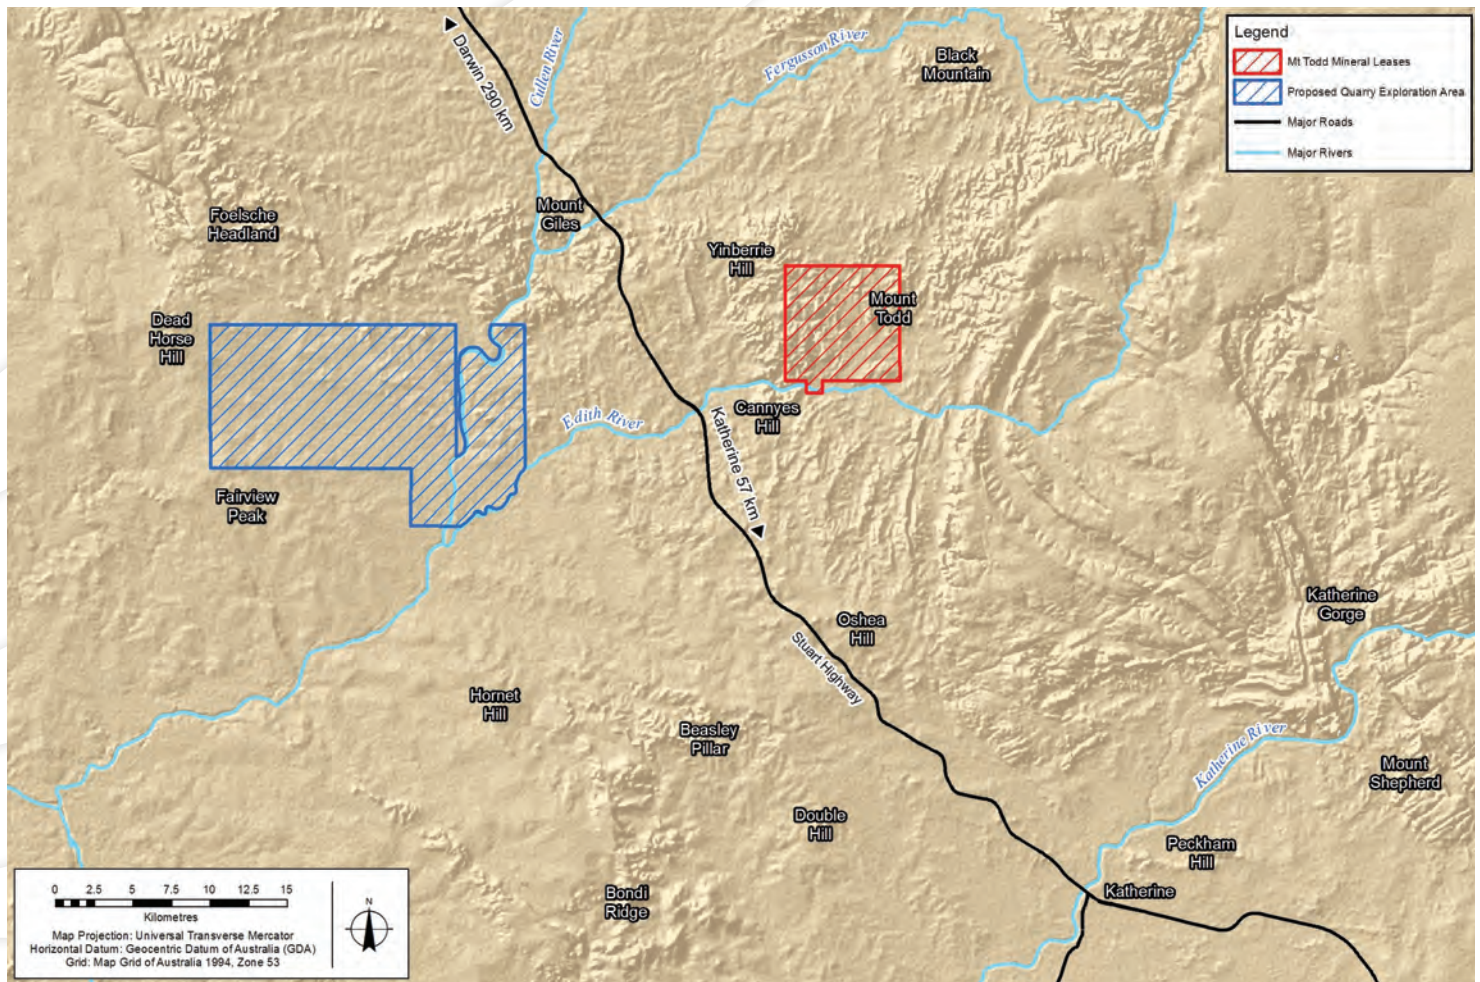 Darwin 290 km
Cullen River
Fergusson River
Black
Mountain
Legend
Mt Todd Mineral Leases
Proposed Quarry Exploration Area
Major Roads
Major Rivers
Foelsche
Headland
Mount
Giles
Yinberrie
Hill
Mount
Todd
Dead
Horse
Hill
Edith River
Cannyes
Hill
Katherine 57 km
Fairview
Peak
Oshea
Hill
Katherine
Gorge
Stuart Highway
Hornet
Hill
Beasley
Pillar
Katherine River
Mount
Shepherd
Double
Hill
Peckham
Hill
Bondi
Ridge
Katherine
0 2.5 5 7.5 10 12.5 15
Kilometres
Map Projection: Universal Transverse Mercator
Horizontal Datum: Geocentric Datum of Australia (GDA)
Grid: Map Grid of Australia 1994, Zone 53
N